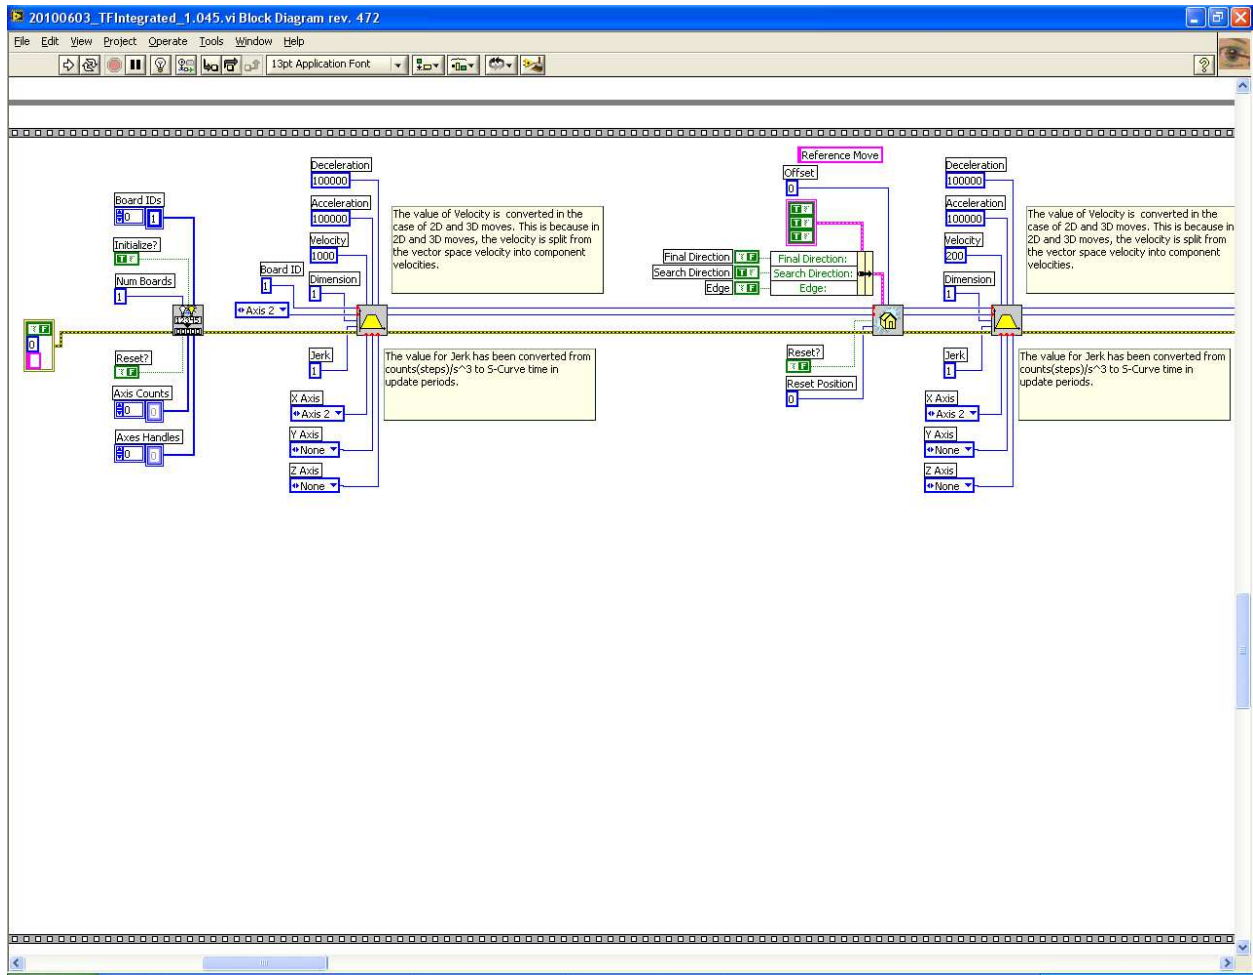 20100603_TFIntegrated_1.045.vi Block Diagram rev. 472
File Edit View Project Operate Tools Window Help
13pt Application Font
Board IDs
0 1
Initialize?
T F
Num Boards
1
Reset?
T F
Axis Counts
0 0
Axes Handles
0 0
T F
0
Deceleration
100000
Acceleration
100000
Velocity
1000
Board ID
1
Dimension
1
Axis 2
Jerk
1
X Axis
Axis 2
Y Axis
None
Z Axis
None
The value of Velocity is converted in the
case of 2D and 3D moves. This is because in
2D and 3D moves, the velocity is split from
the vector space velocity into component
velocities.
The value for Jerk has been converted from
counts(steps)/s^3 to S-Curve time in
update periods.
Reference Move
Offset
0
T F
T F
T F
Final Direction T F Final Direction:
Search Direction T F Search Direction:
Edge T F Edge:
Reset?
T F
Reset Position
0
Deceleration
100000
Acceleration
100000
Velocity
200
Dimension
1
Jerk
1
X Axis
Axis 2
Y Axis
None
Z Axis
None
The value of Velocity is converted in the
case of 2D and 3D moves. This is because in
2D and 3D moves, the velocity is split from
the vector space velocity into component
velocities.
The value for Jerk has been converted from
counts(steps)/s^3 to S-Curve time in
update periods.